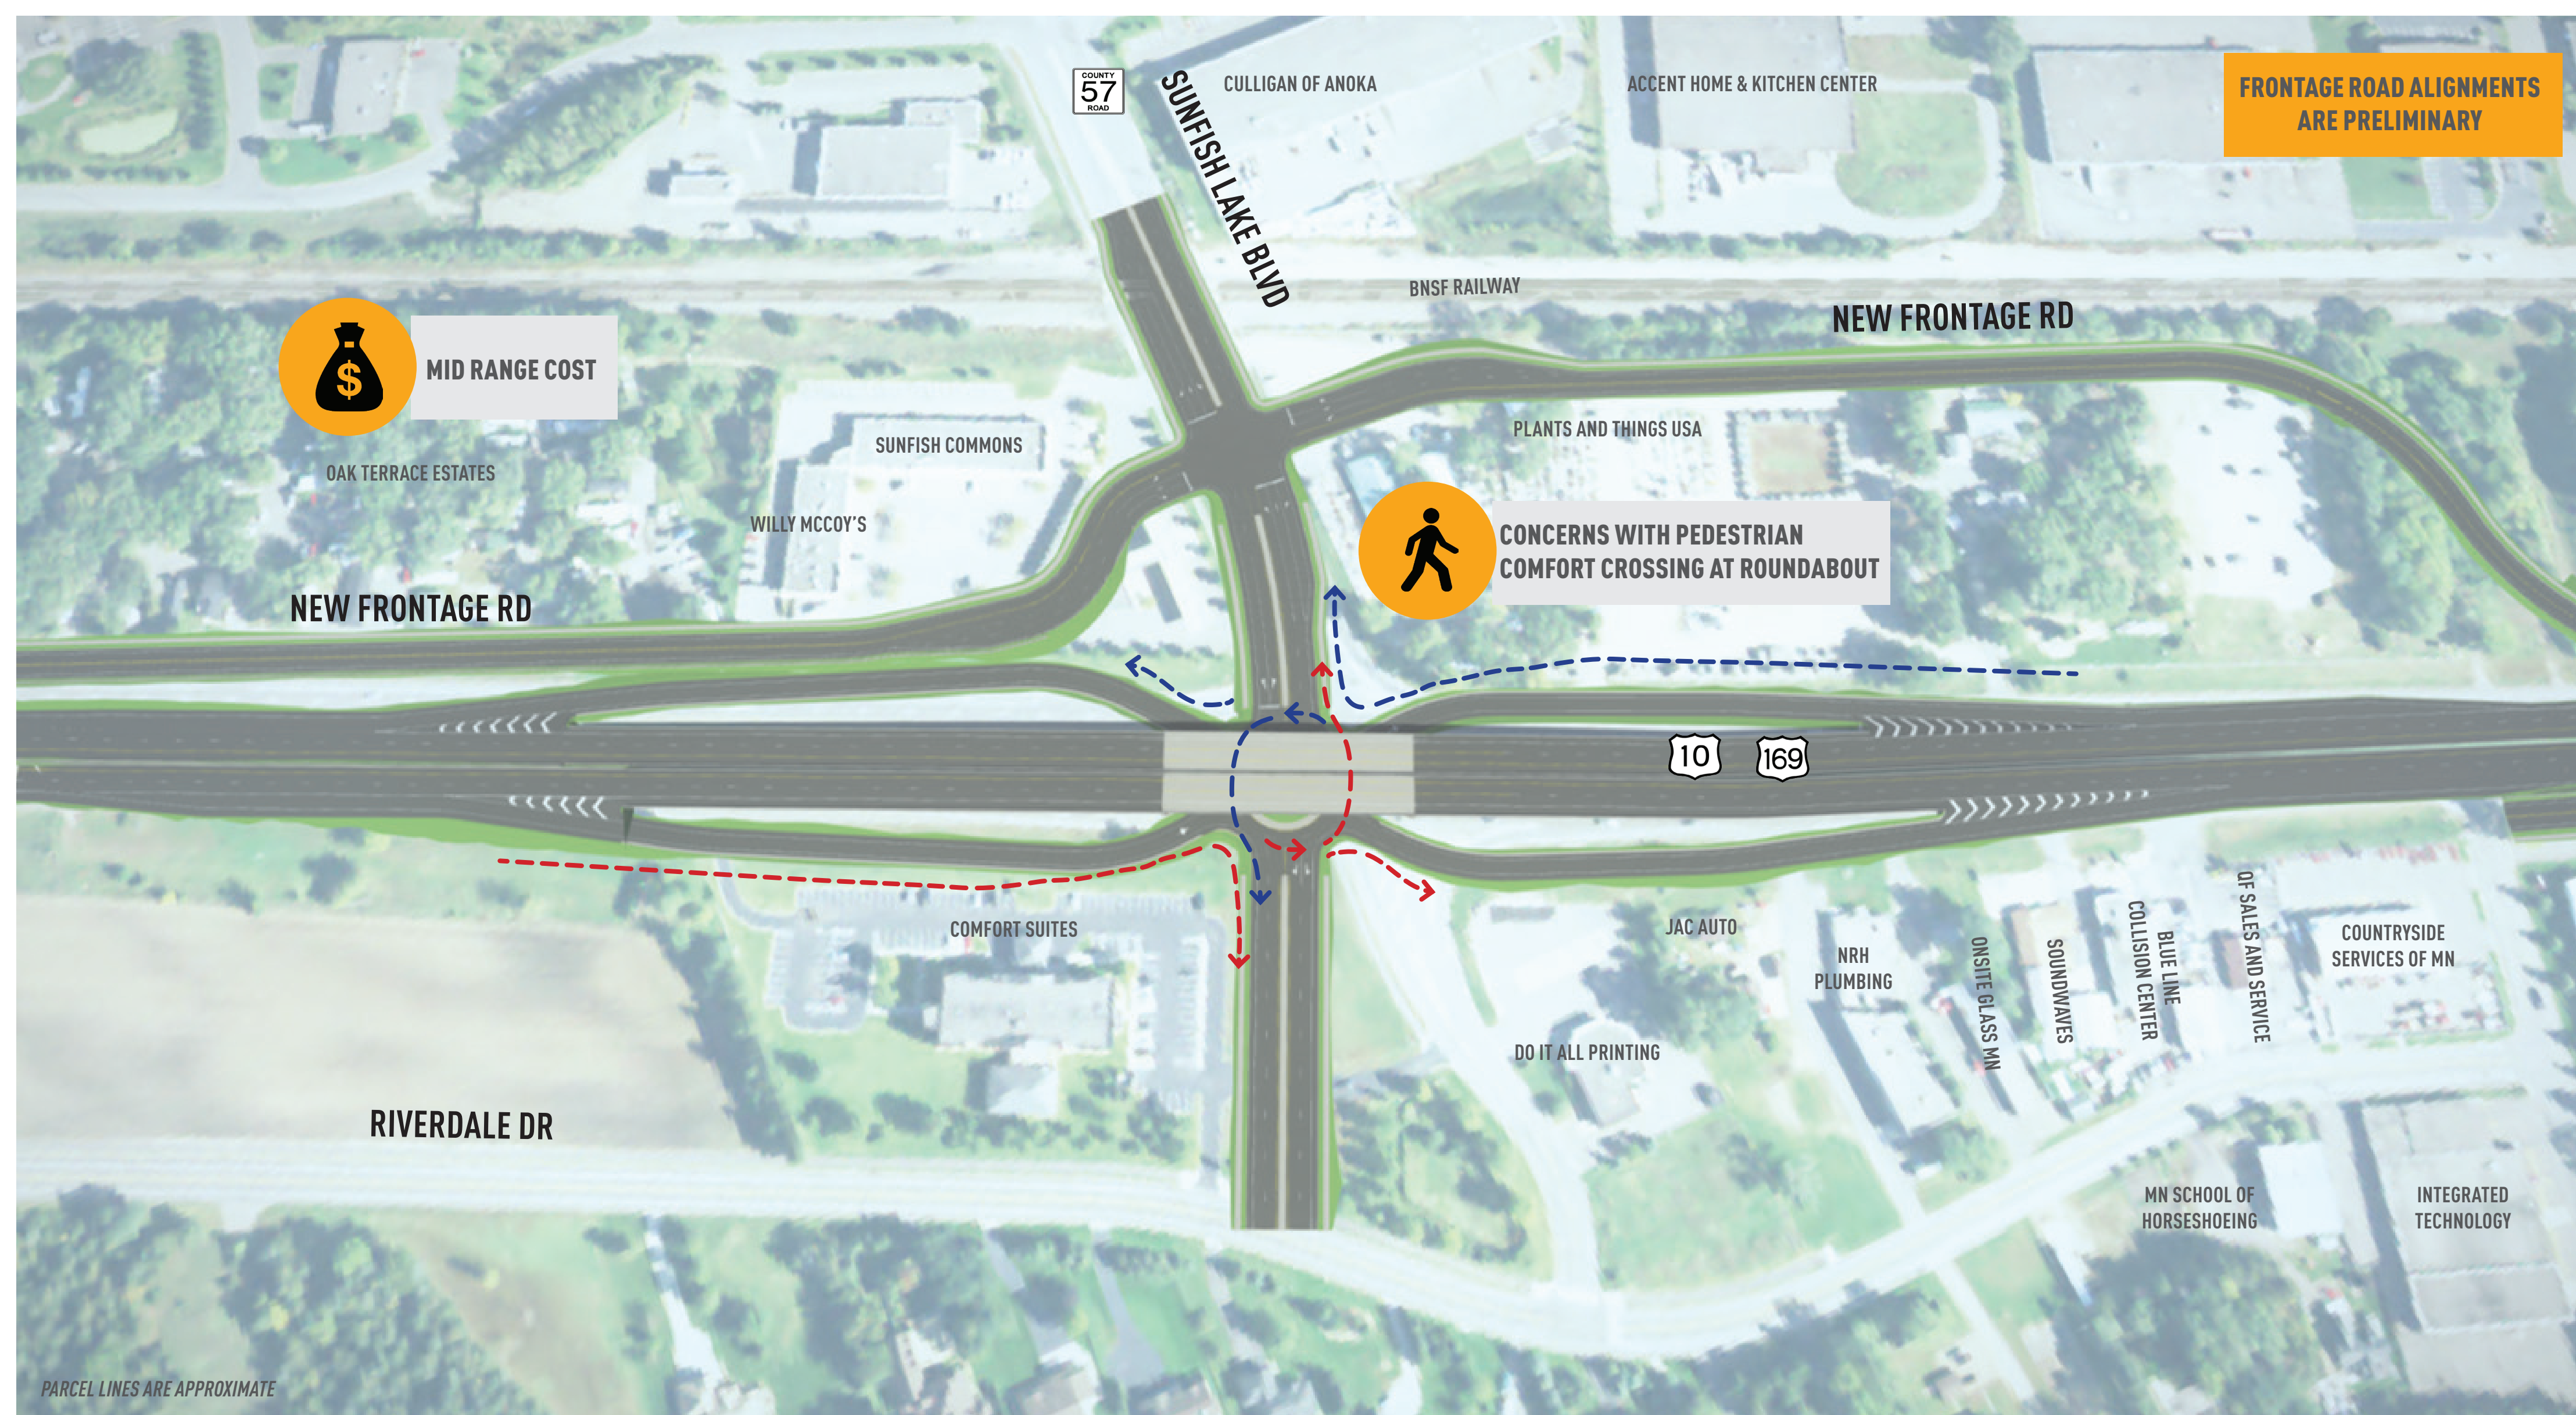 COUNTY
57
ROAD
SUNFISH LAKE BLVD
CULLIGAN OF ANOKA
ACCENT HOME & KITCHEN CENTER
FRONTAGE ROAD ALIGNMENTS
ARE PRELIMINARY
BNSF RAILWAY
NEW FRONTAGE RD
$
MID RANGE COST
OAK TERRACE ESTATES
SUNFISH COMMONS
WILLY MCCOY'S
PLANTS AND THINGS USA
CONCERNS WITH PEDESTRIAN
COMFORT CROSSING AT ROUNDABOUT
NEW FRONTAGE RD
10
169
COMFORT SUITES
JAC AUTO
NRH
PLUMBING
ONSITE GLASS MN
SOUNDWAVES
BLUE LINE
COLLISION CENTER
QF SALES AND SERVICE
COUNTRYSIDE
SERVICES OF MN
DO IT ALL PRINTING
RIVERDALE DR
MN SCHOOL OF
HORSESHOEING
INTEGRATED
TECHNOLOGY
PARCEL LINES ARE APPROXIMATE